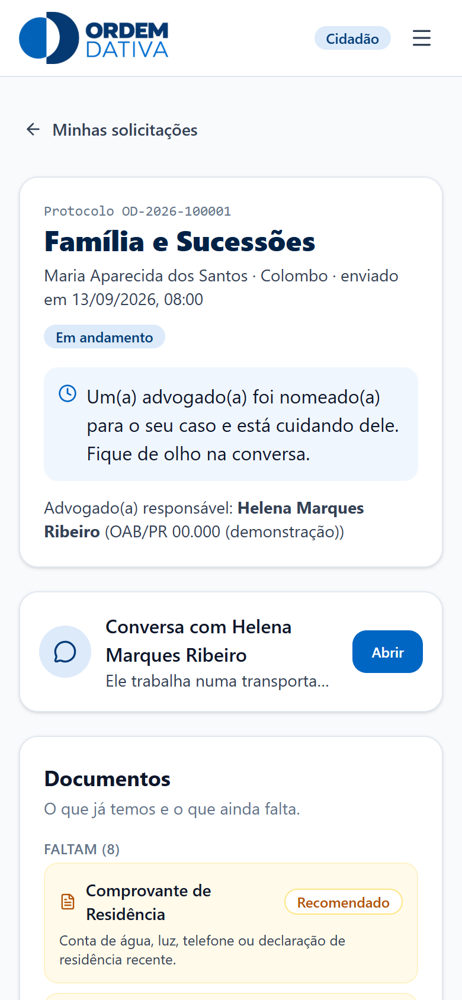 ORDEM
DATIVA
Cidadão
Minhas solicitações
Protocolo OD-2026-100001
Família e Sucessões
Maria Aparecida dos Santos · Colombo · enviado
em 13/09/2026, 08:00
Em andamento
Um(a) advogado(a) foi nomeado(a)
para o seu caso e está cuidando dele.
Fique de olho na conversa.
Advogado(a) responsável: Helena Marques
Ribeiro (OAB/PR 00.000 (demonstração))
Conversa com Helena
Marques Ribeiro
Ele trabalha numa transporta...
Abrir
Documentos
O que já temos e o que ainda falta.
FALTAM (8)
Comprovante de
Residência
Recomendado
Conta de água, luz, telefone ou declaração de
residência recente.